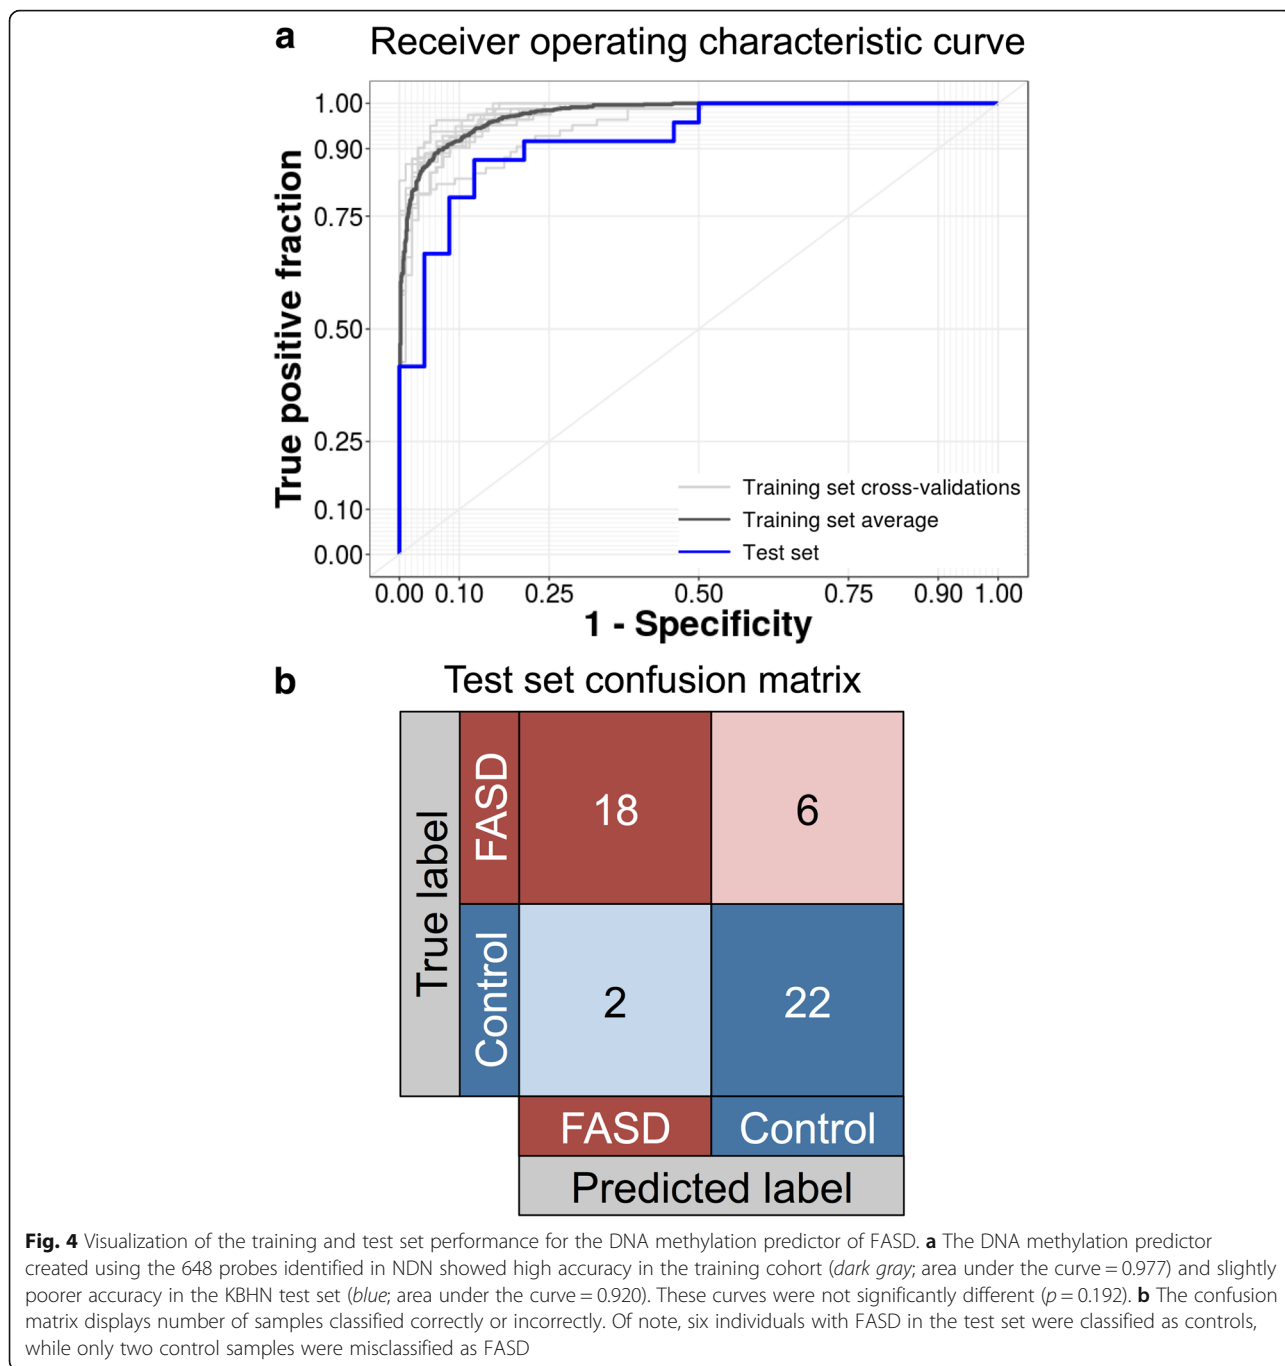 a
Receiver operating characteristic curve
True positive fraction
1.00
0.90
0.75
0.50
0.25
0.10
0.00
Training set cross-validations
Training set average
Test set
0.00 0.10 0.25 0.50 0.75 0.90 1.00
1 - Specificity
b
Test set confusion matrix
True label
FASD
18 6
Control
2 22
FASD Control
Predicted label
Fig. 4 Visualization of the training and test set performance for the DNA methylation predictor of FASD. a The DNA methylation predictor
created using the 648 probes identified in NDN showed high accuracy in the training cohort (dark gray; area under the curve = 0.977) and slightly
poorer accuracy in the KBHN test set (blue; area under the curve = 0.920). These curves were not significantly different (p = 0.192). b The confusion
matrix displays number of samples classified correctly or incorrectly. Of note, six individuals with FASD in the test set were classified as controls,
while only two control samples were misclassified as FASD